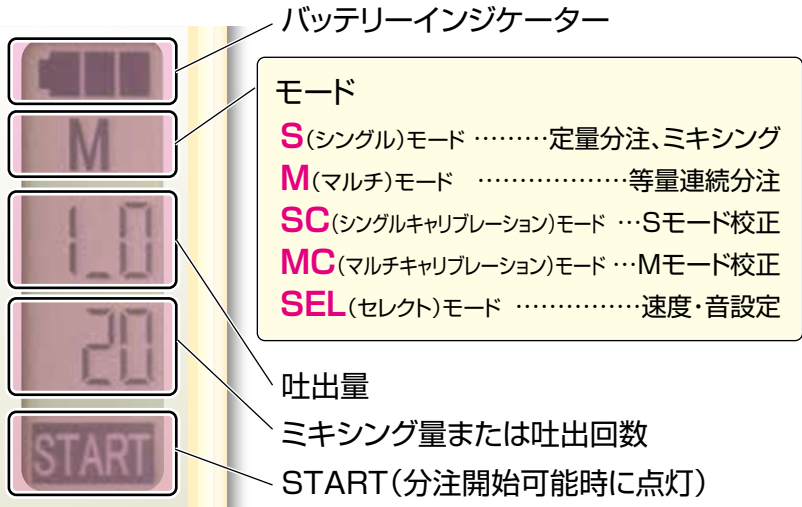 バッテリーインジケーター
モード
S(シングル)モード ………定量分注、ミキシング
M(マルチ)モード ………………等量連続分注
SC(シングルキャリブレーション)モード …Sモード校正
MC(マルチキャリブレーション)モード …Mモード校正
SEL(セレクト)モード ……………速度・音設定
M
1.0
吐出量
20
ミキシング量または吐出回数
START
START(分注開始可能時に点灯)